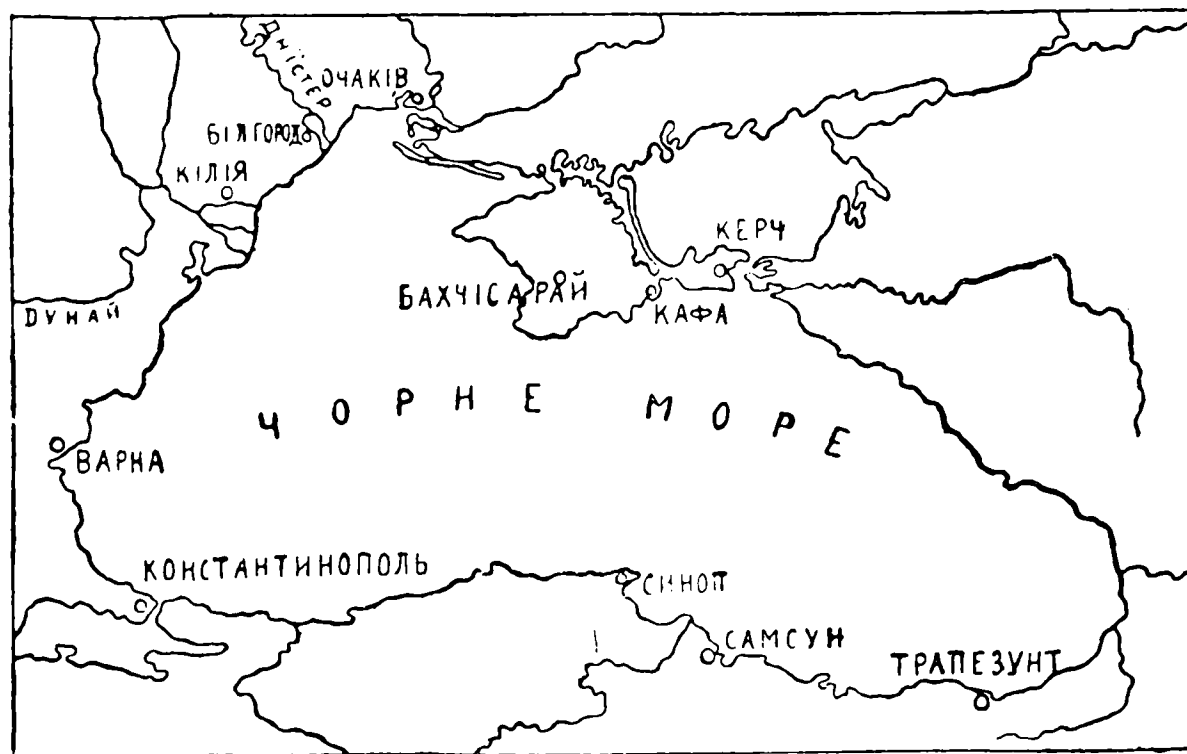 Дністер
ОЧАКІВ
БІЛГОРОД
КІЛІЯ
КЕРЧ
БАХЧІСАРАЙ
КАФА
ДУНАЙ
ЧОРНЕ МОРЕ
ВАРНА
КОНСТАНТИНОПОЛЬ
СИНОП
САМСУН
ТРАПЕЗУНТ